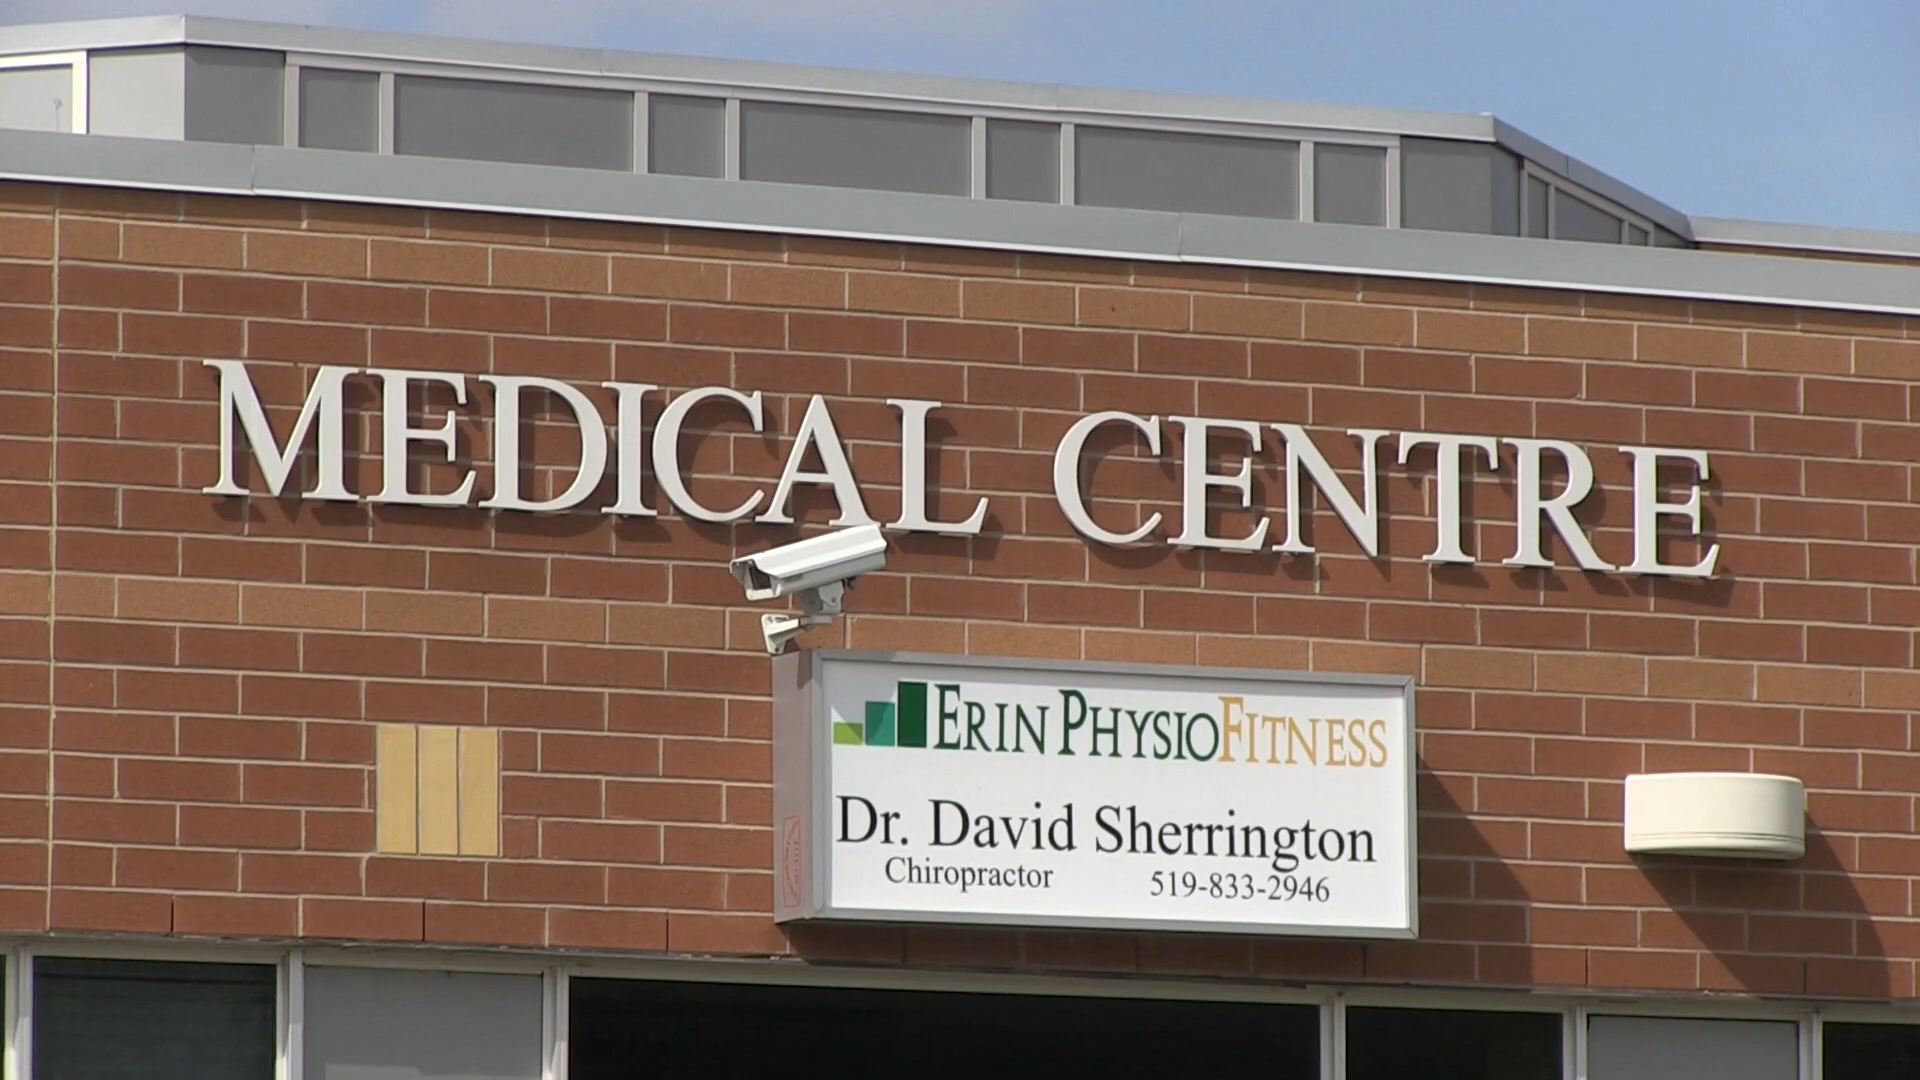 MEDICAL CENTRE
ERIN PHYSIOFITNESS
Dr. David Sherrington
Chiropractor 519-833-2946